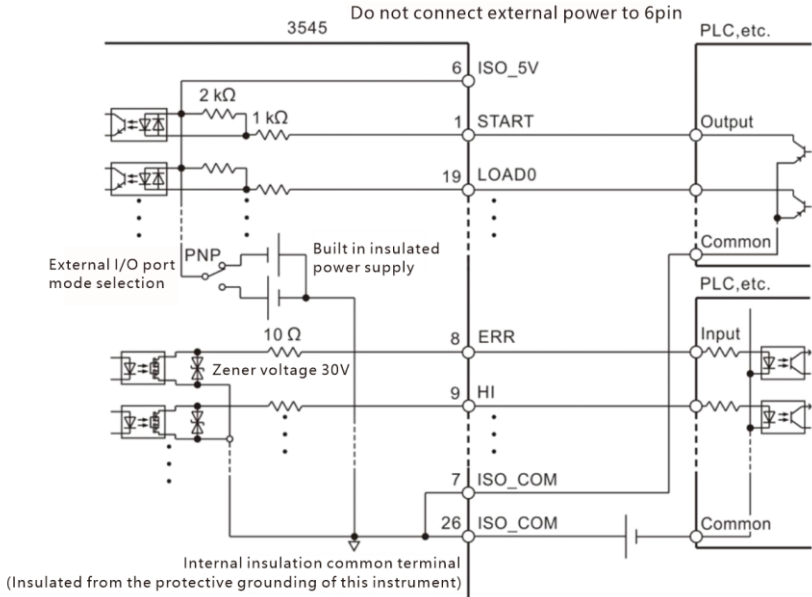 Do not connect external power to 6pin
3545
PLC,etc.
6
ISO_5V
2 kΩ
1 kΩ
1
START
Output
19
LOAD0
Common
PNP
Built in insulated
power supply
External I/O port
mode selection
PLC,etc.
10 Ω
8
ERR
Input
Zener voltage 30V
9
HI
7
ISO_COM
26
ISO_COM
Common
Internal insulation common terminal
(Insulated from the protective grounding of this instrument)